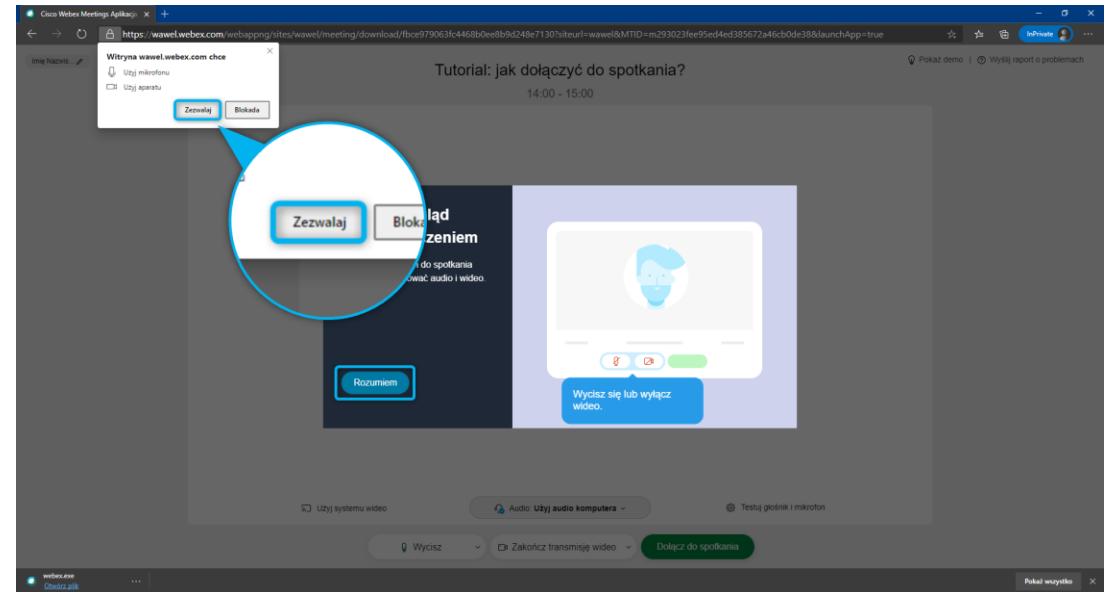 Cisco Webex Meetings Aplikacja
https://wawel.webex.com/webappng/sites/wawel/meeting/download/fbce979063fc4468b0ee8b9d248e7130?siteurl=wawel&MTID=m293023fee95ed4ed385672a46cb0de38&launchApp=true
InPrivate
Imię Nazwis...
Witryna wawel.webex.com chce
Użyj mikrofonu
Użyj aparatu
Zezwalaj
Blokada
Tutorial: jak dołączyć do spotkania?
14:00 - 15:00
Pokaż demo | Wyślij raport o problemach
Zezwalaj
Bloka
ląd
zeniem
do spotkania
ować audio i wideo.
Rozumiem
Wycisz się lub wyłącz
wideo.
Użyj systemu wideo
Audio: Użyj audio komputera
Testuj głośnik i mikrofon
Wycisz
Zakończ transmisję wideo
Dołącz do spotkania
webex.exe
Otwórz plik
Pokaż wszystko